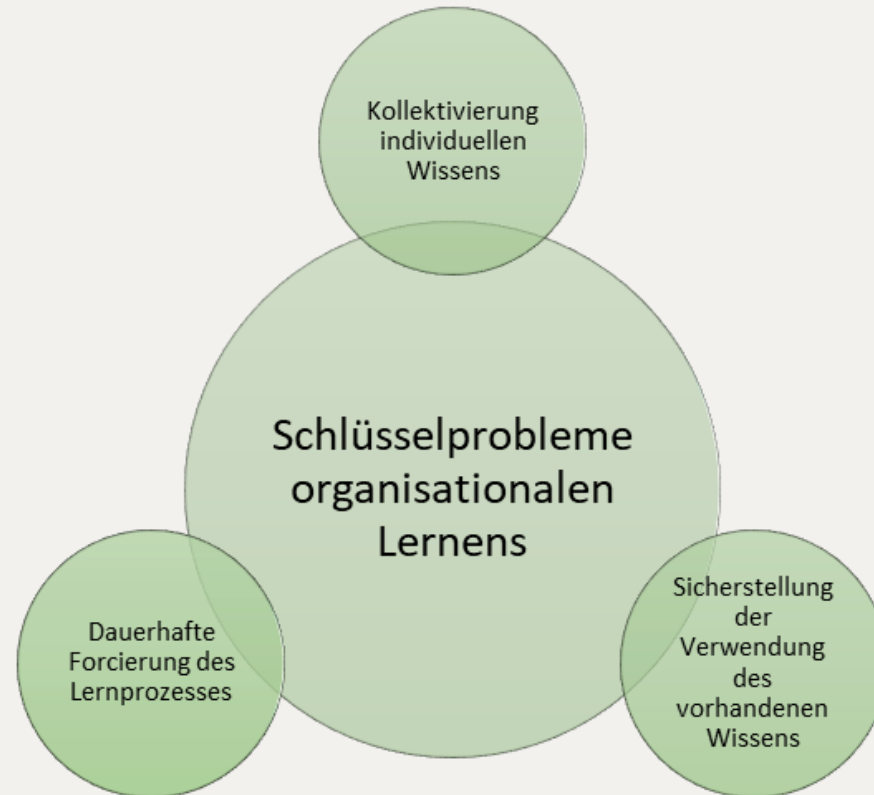 Kollektivierung
individuellen
Wissens
Schlüsselprobleme
organisationalen
Lernens
Dauerhafte
Forcierung des
Lernprozesses
Sicherstellung
der
Verwendung
des
vorhandenen
Wissens